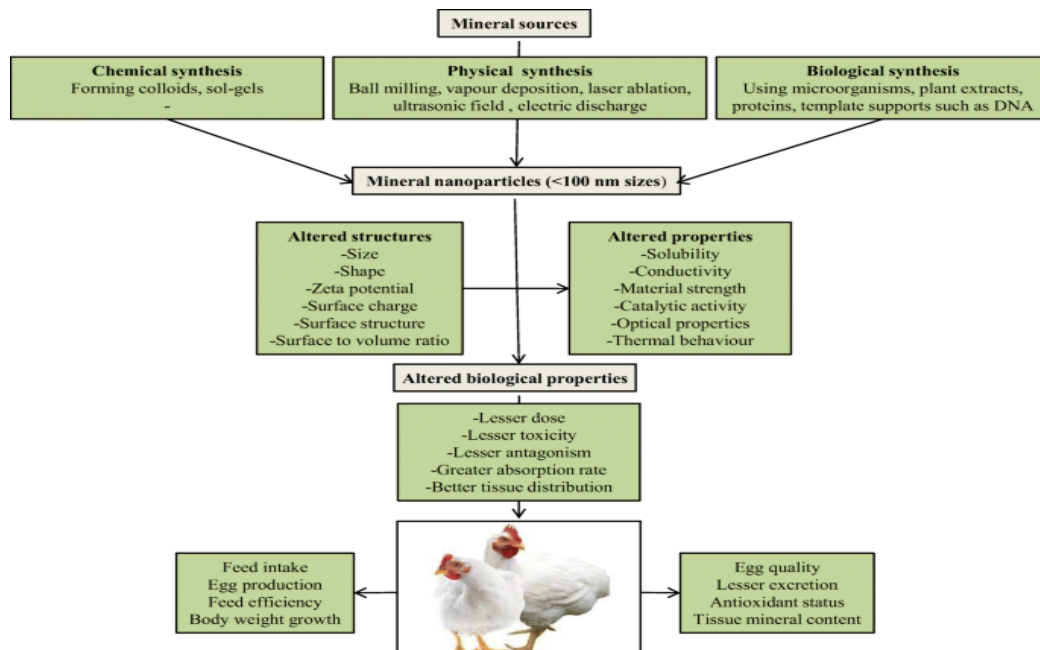 Mineral sources
Chemical synthesis
Forming colloids, sol-gels
-
Physical  synthesis
Ball milling, vapour deposition, laser ablation,
ultrasonic field , electric discharge
Biological synthesis
Using microorganisms, plant extracts,
proteins, template supports such as DNA
Mineral nanoparticles (<100 nm sizes)
Altered structures
-Size
-Shape
-Zeta potential
-Surface charge
-Surface structure
-Surface to volume ratio
Altered properties
-Solubility
-Conductivity
-Material strength
-Catalytic activity
-Optical properties
-Thermal behaviour
Altered biological properties
-Lesser dose
-Lesser toxicity
-Lesser antagonism
-Greater absorption rate
-Better tissue distribution
Feed intake
Egg production
Feed efficiency
Body weight growth
Egg quality
Lesser excretion
Antioxidant status
Tissue mineral content